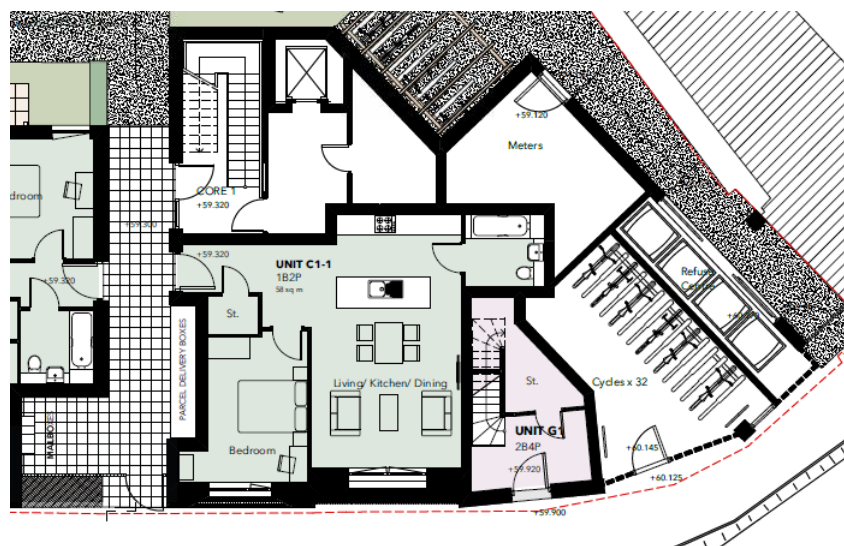 +59.120
Meters
droom
CORE 1
+59.320
+59.300
+59.320
UNIT C1-1
1B2P
58 sq m
+59.320
Refuse
Centre
St.
PARCEL DELIVERY BOXES
Living/ Kitchen/ Dining
St.
Cycles x 32
MAILBOXES
Bedroom
UNIT G1
2B4P
+59.920
+60.145
+60.125
+59.900